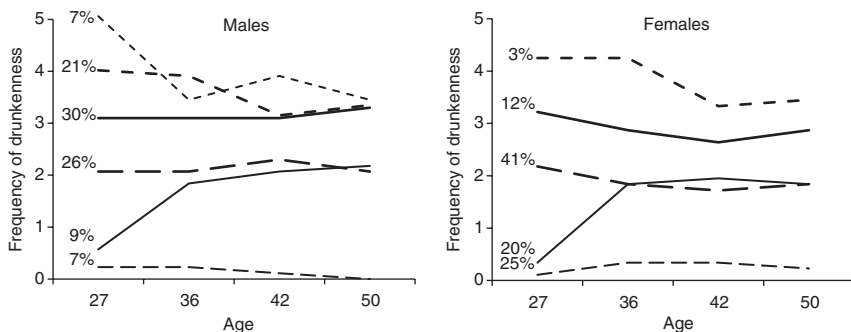 Males
Frequency of drunkenness
5
4
3
2
1
0
7%
21%
30%
26%
9%
7%
27 36 42 50
Age
Females
Frequency of drunkenness
5
4
3
2
1
0
3%
12%
41%
20%
25%
27 36 42 50
Age